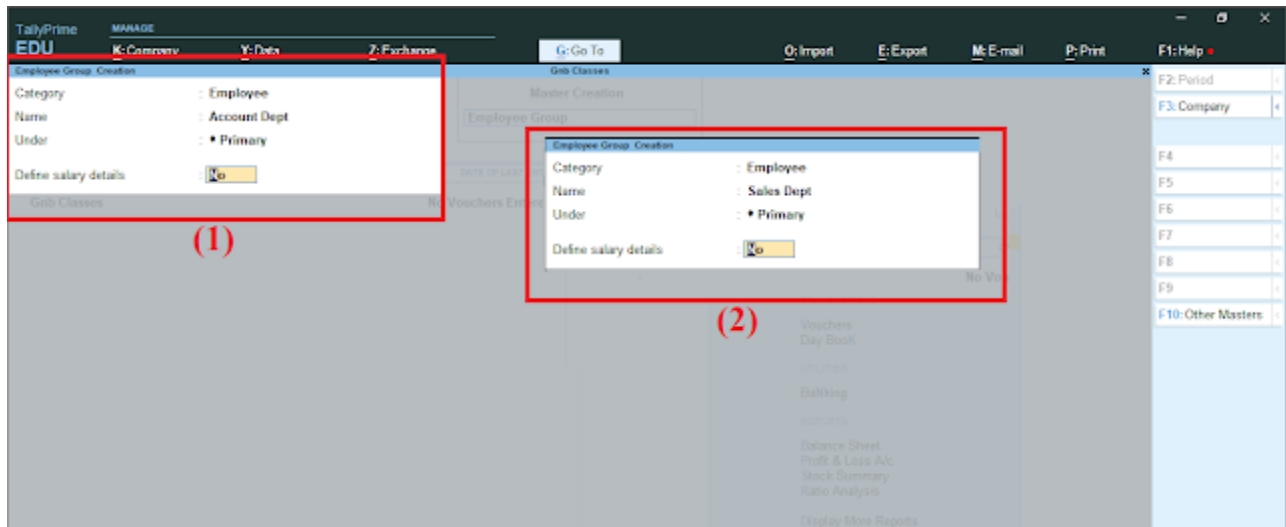 TallyPrime
EDU
MANAGE
K: Company
Y: Data
Z: Exchange
G: Go To
O: Import
E: Export
M: E-mail
P: Print
F1: Help
Employee Group Creation
Category : Employee
Name : Account Dept
Under : ♦ Primary
Define salary details : No
Gnb Classes
(1)
Gnb Classes
Master Creation
Employee Group
No Vouchers Entere
Employee Group Creation
Category : Employee
Name : Sales Dept
Under : ♦ Primary
Define salary details : No
(2)
No Vou
Vouchers
Day Book
Banking
Balance Sheet
Profit & Loss A/c
Stock Summary
Ratio Analysis
Display More Reports
F2: Period
F3: Company
F4
F5
F6
F7
F8
F9
F10: Other Masters